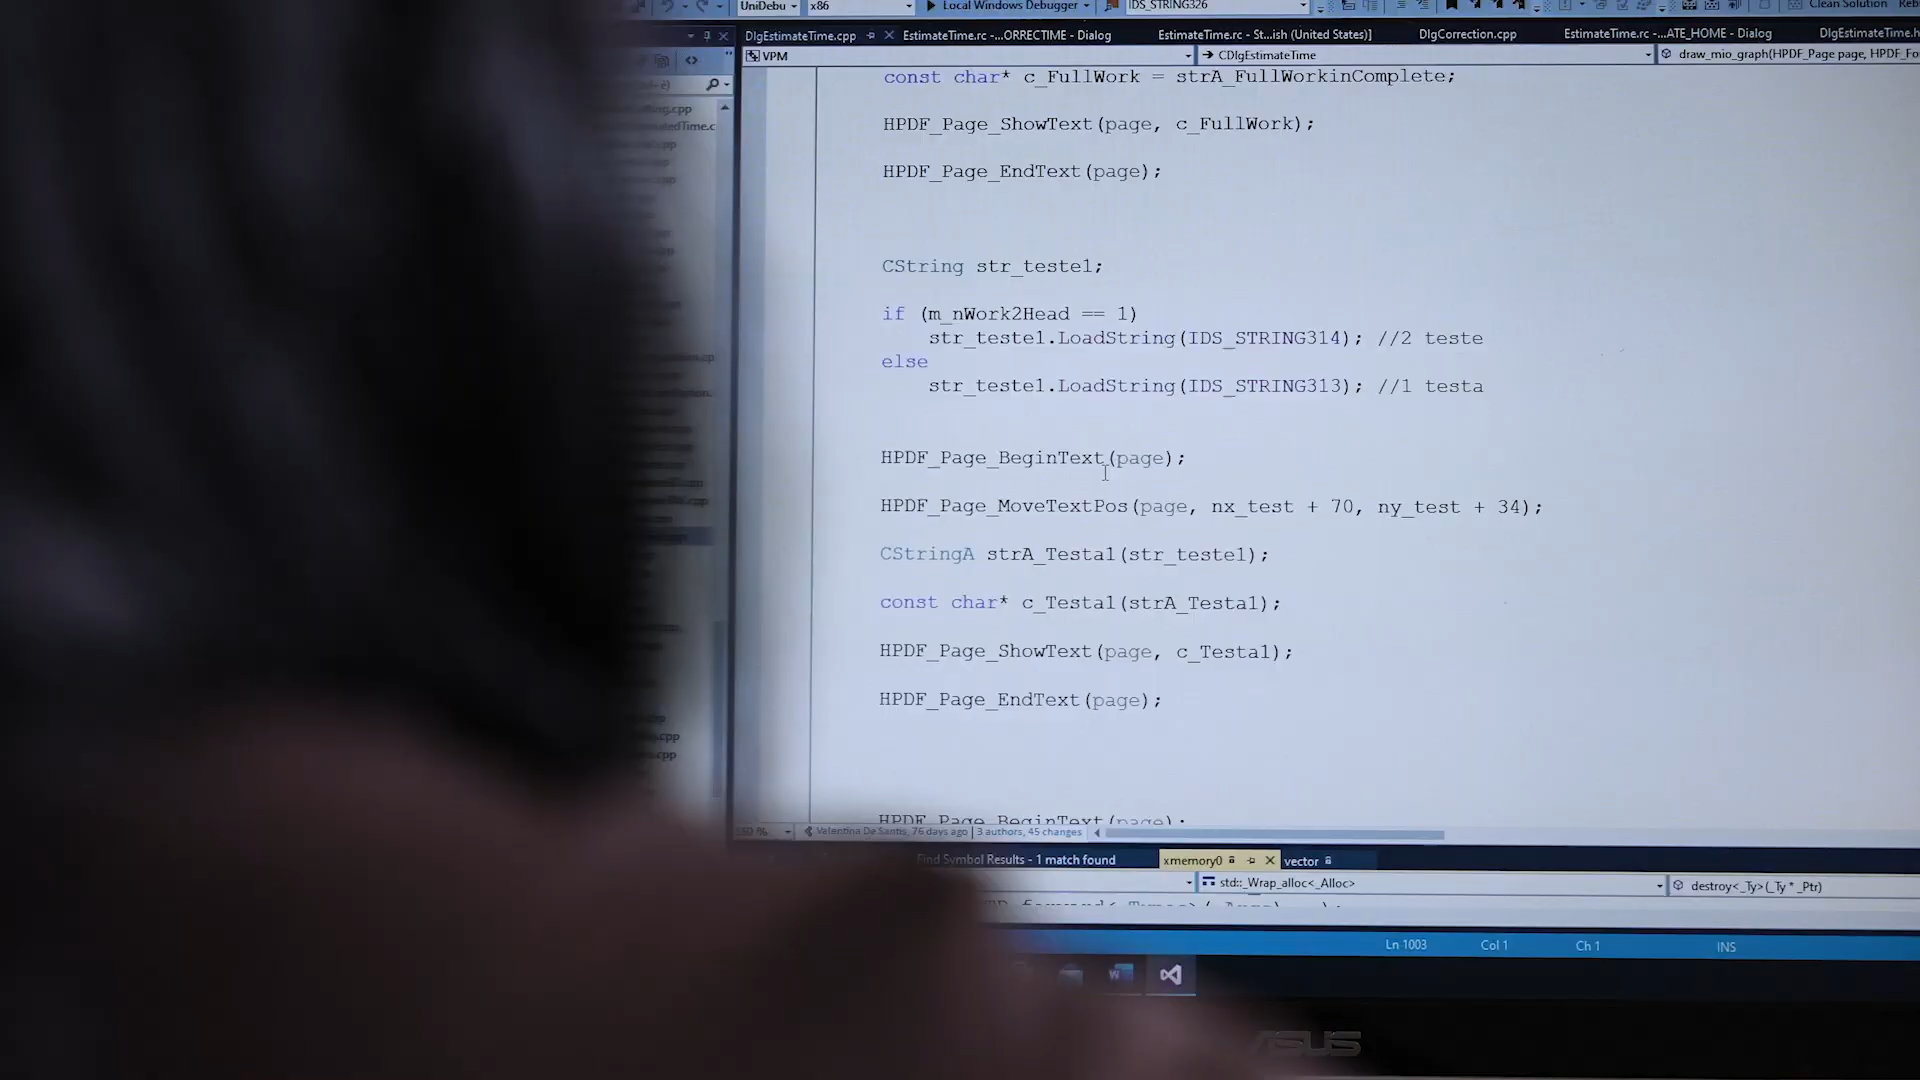 UniDebu x86 Local Windows Debugger IDS_STRING326 Clean Solution
DlgEstimateTime.cpp EstimateTime.rc -...ORRECTIME - Dialog EstimateTime.rc - St...ish (United States)] DlgCorrection.cpp EstimateTime.rc -...ATE_HOME - Dialog DlgEstimateTime.h
VPM CDlgEstimateTime draw_mio_graph(HPDF_Page page, HPDF_Fo
const char* c_FullWork = strA_FullWorkinComplete;
HPDF_Page_ShowText(page, c_FullWork);
HPDF_Page_EndText(page);
CString str_teste1;
if (m_nWork2Head == 1)
str_teste1.LoadString(IDS_STRING314); //2 teste
else
str_teste1.LoadString(IDS_STRING313); //1 testa
HPDF_Page_BeginText(page);
HPDF_Page_MoveTextPos(page, nx_test + 70, ny_test + 34);
CStringA strA_Testa1(str_teste1);
const char* c_Testa1(strA_Testa1);
HPDF_Page_ShowText(page, c_Testa1);
HPDF_Page_EndText(page);
HPDF_Page_BeginText(page);
Valentina De Santis, 76 days ago | 3 authors, 45 changes
Find Symbol Results - 1 match found xmemory0 vector
std::_Wrap_alloc<_Alloc> destroy<_Ty>(_Ty * _Ptr)
Ln 1003 Col 1 Ch 1 INS
ASUS